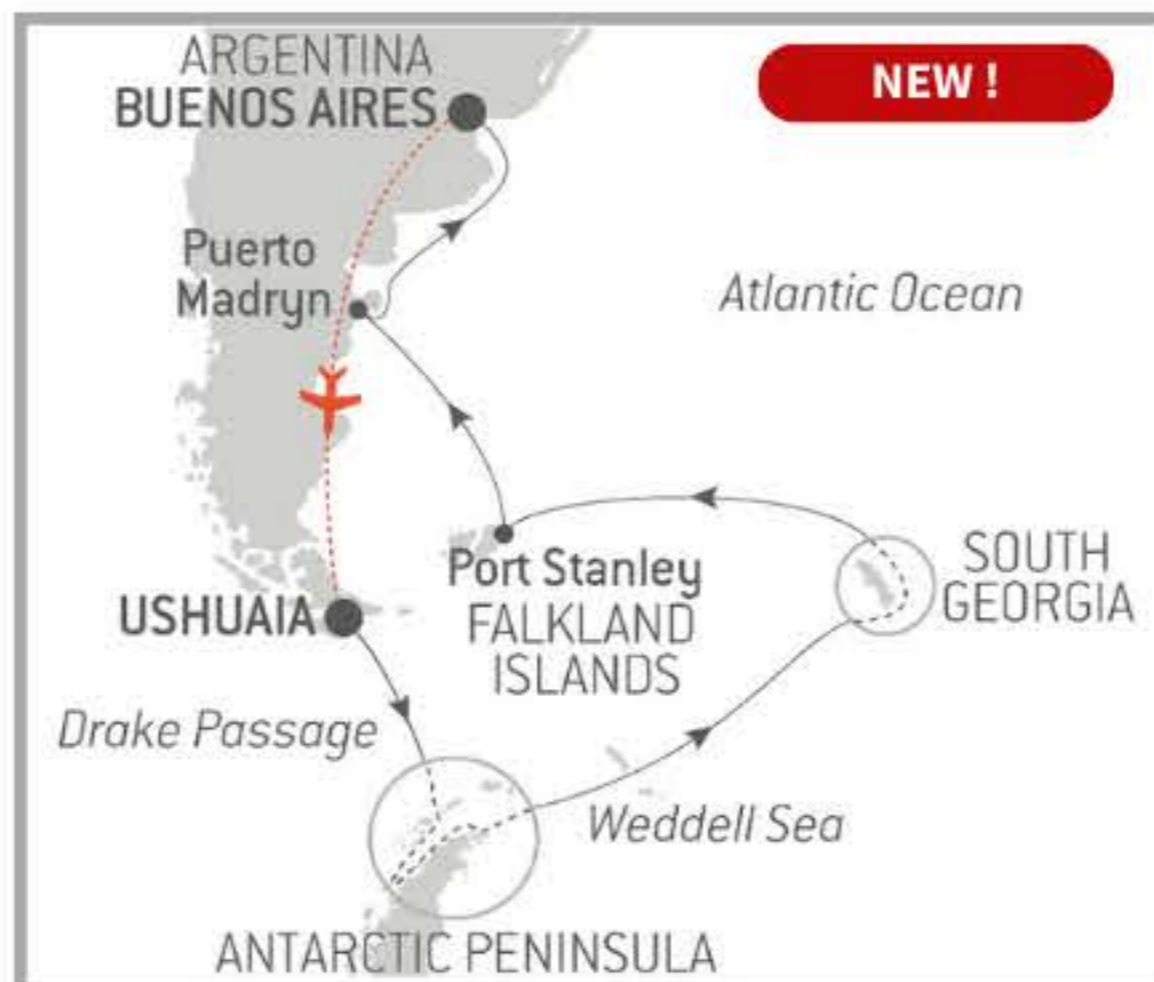 ARGENTINA
BUENOS AIRES
NEW !
Puerto
Madryn
Atlantic Ocean
Port Stanley
FALKLAND
ISLANDS
SOUTH
GEORGIA
USHUAIA
Drake Passage
Weddell Sea
ANTARCTIC PENINSULA